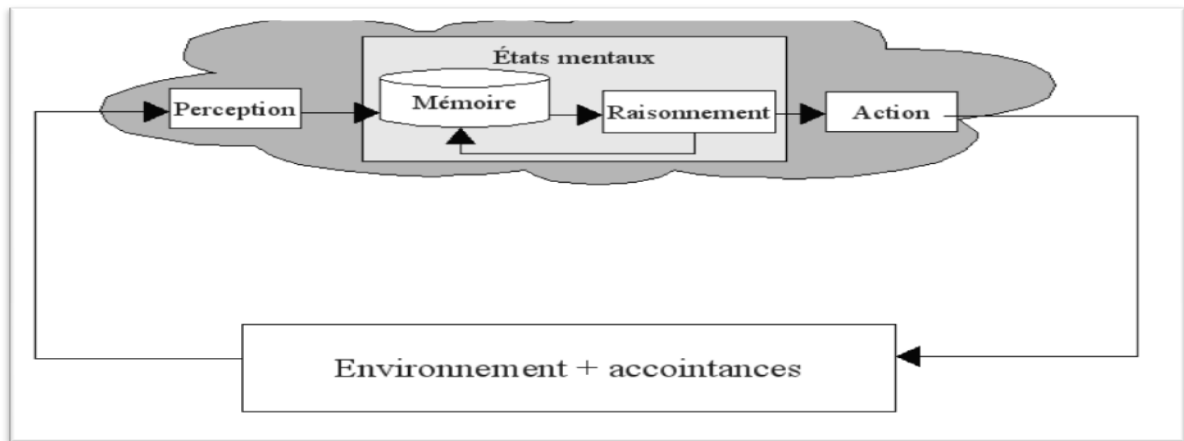 États mentaux
Mémoire
Perception
Raisonnement
Action
Environnement + accointances